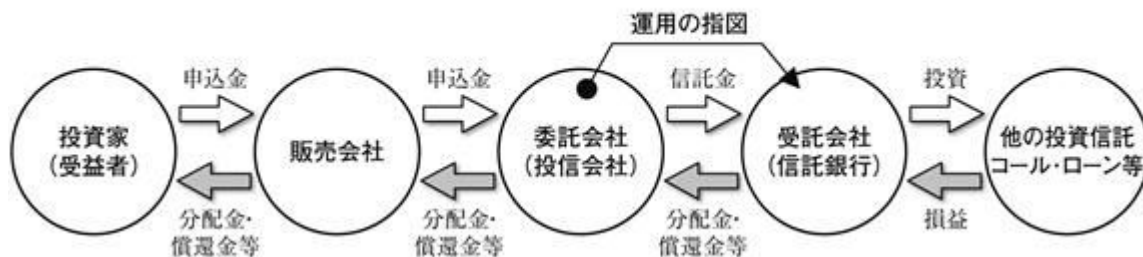 運用の指図
申込金
申込金
信託金
投資
投資家
(受益者)
販売会社
委託会社
(投信会社)
受託会社
(信託銀行)
他の投資信託
コール・ローン等
分配金・
償還金等
分配金・
償還金等
分配金・
償還金等
損益